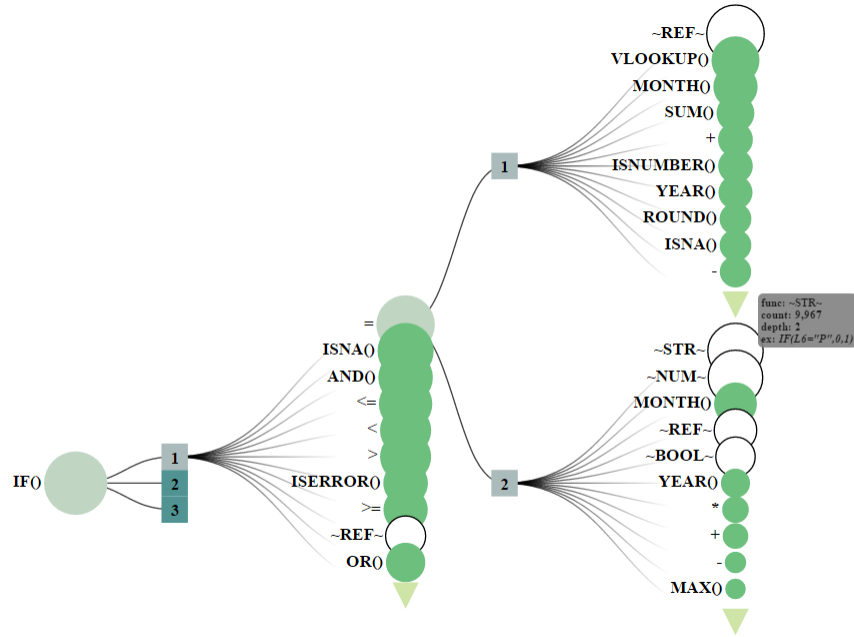 ~REF~
VLOOKUP()
MONTH()
SUM()
+
1
ISNUMBER()
YEAR()
ROUND()
ISNA()
-
func: ~STR~
count: 9,967
depth: 2
ex: IF(L6="P",0,1)
=
ISNA()
AND()
<=
<
>
ISERROR()
>=
~REF~
OR()
IF()
1
2
3
~STR~
~NUM~
MONTH()
~REF~
~BOOL~
2
YEAR()
*
+
-
MAX()